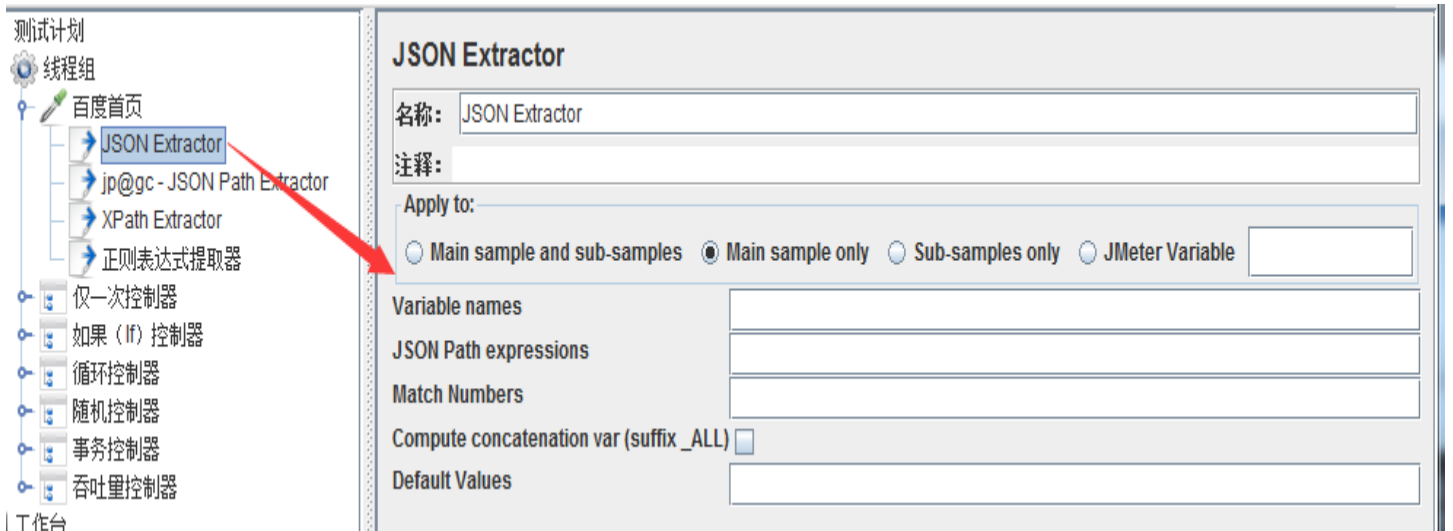 测试计划
线程组
百度首页
JSON Extractor
jp@gc - JSON Path Extractor
XPath Extractor
正则表达式提取器
仅一次控制器
如果（If）控制器
循环控制器
随机控制器
事务控制器
吞吐量控制器
工作台
JSON Extractor
名称： JSON Extractor
注释：
Apply to:
Main sample and sub-samples Main sample only Sub-samples only JMeter Variable
Variable names
JSON Path expressions
Match Numbers
Compute concatenation var (suffix _ALL)
Default Values